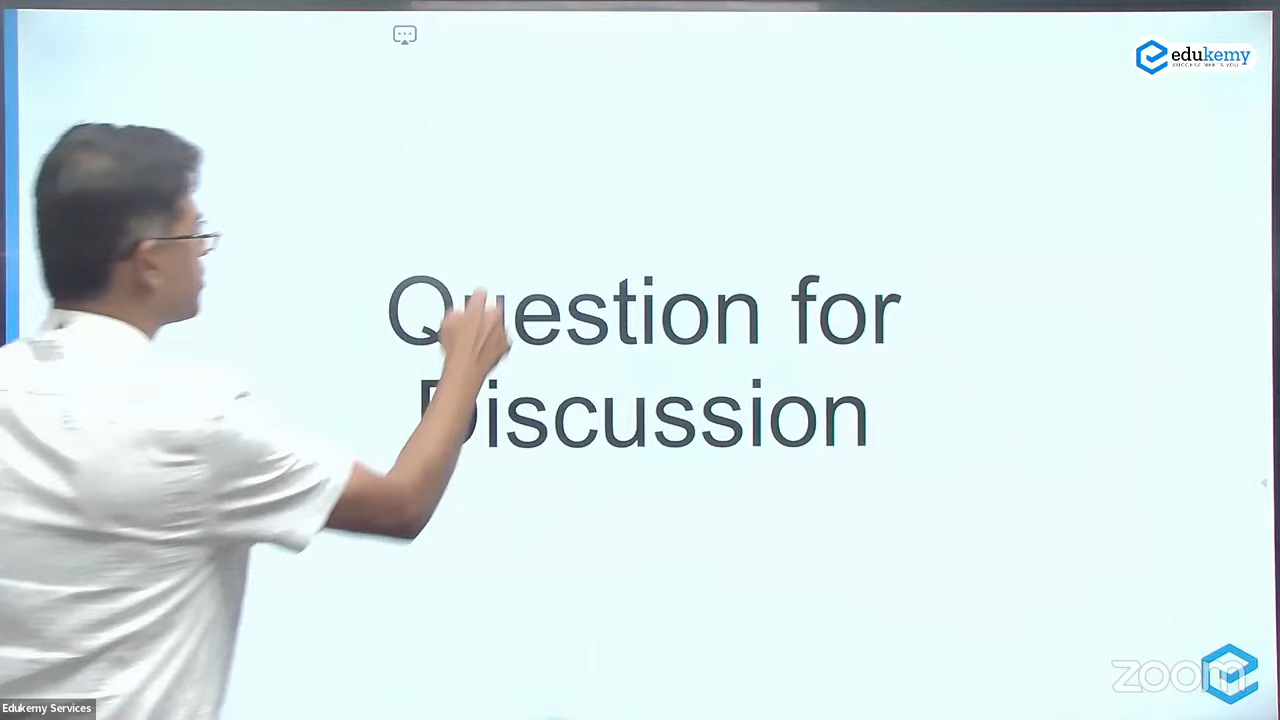 edukemy
Question for
Discussion
zoom
Edukemy Services